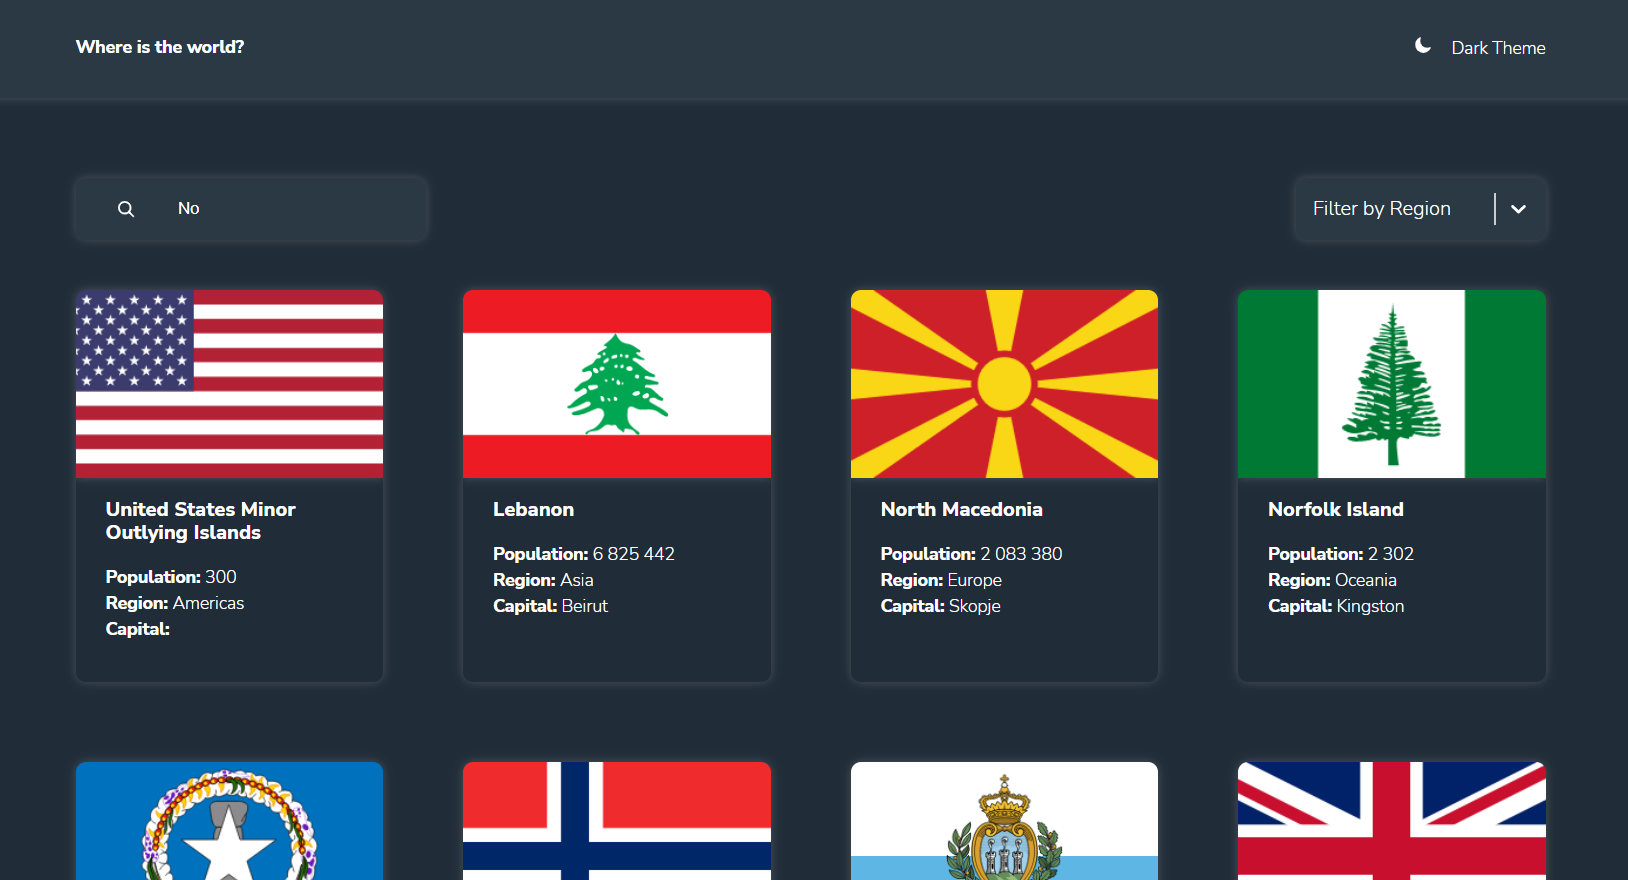 Where is the world?
Dark Theme
No
Filter by Region
United States Minor
Outlying Islands
Population: 300
Region: Americas
Capital:
Lebanon
Population: 6 825 442
Region: Asia
Capital: Beirut
North Macedonia
Population: 2 083 380
Region: Europe
Capital: Skopje
Norfolk Island
Population: 2 302
Region: Oceania
Capital: Kingston